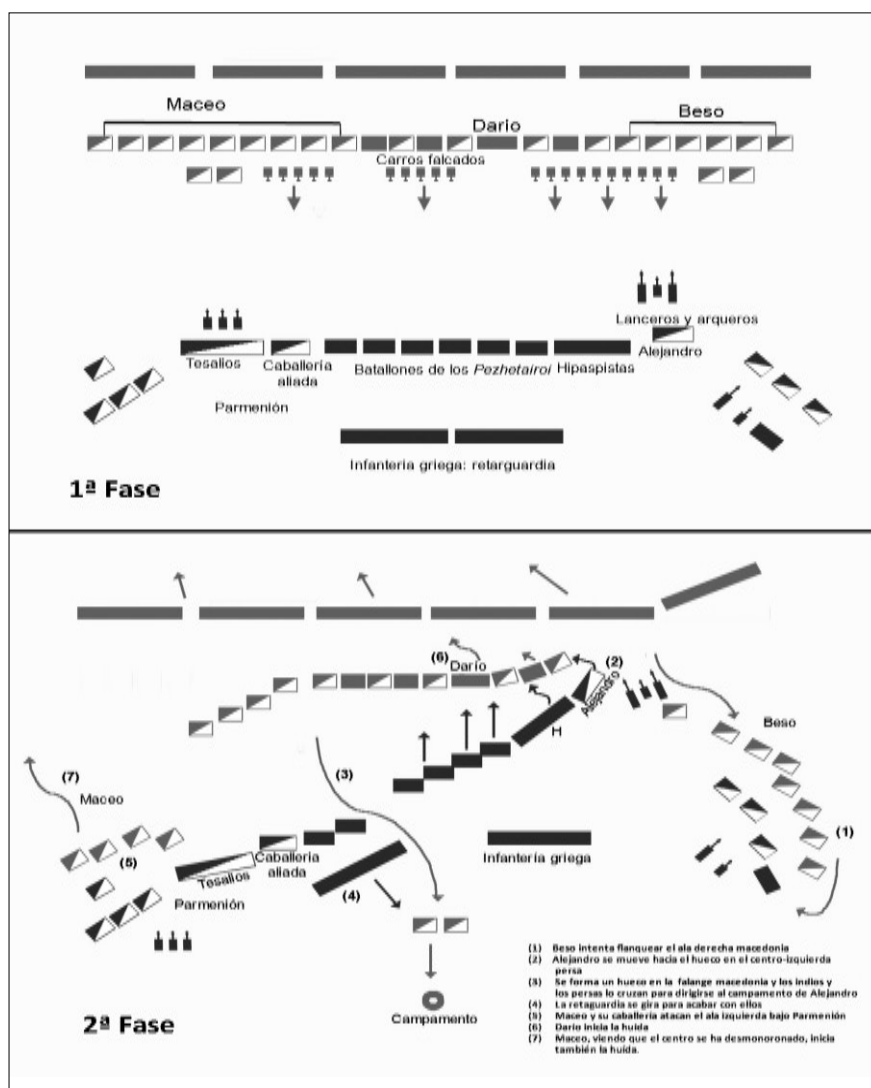 Maceo
Darío
Beso
Carros falcados
Lanceros y arqueros
Tesalios
Caballería
aliada
Batallones de los Pezhetairoi
Hipaspistas
Alejandro
Parmenión
Infantería griega: retarguardia
1ª Fase
(6)
Darío
(2)
Alejandro
H
Beso
(3)
(7)
Maceo
(1)
(5)
Caballería
aliada
Infantería griega
Tesalios
Parmenión
(4)
Campamento
2ª Fase
(1) Beso intenta flanquear el ala derecha macedonia
(2) Alejandro se mueve hacia el hueco en el centro-izquierda
persa
(3) Se forma un hueco en la falange macedonia y los indios y
los persas lo cruzan para dirigirse al campamento de Alejandro
(4) La retaguardia se gira para acabar con ellos
(5) Maceo y su caballería atacan el ala izquierda bajo Parmenión
(6) Darío inicia la huida
(7) Maceo, viendo que el centro se ha desmonoronado, inicia
también la huída.